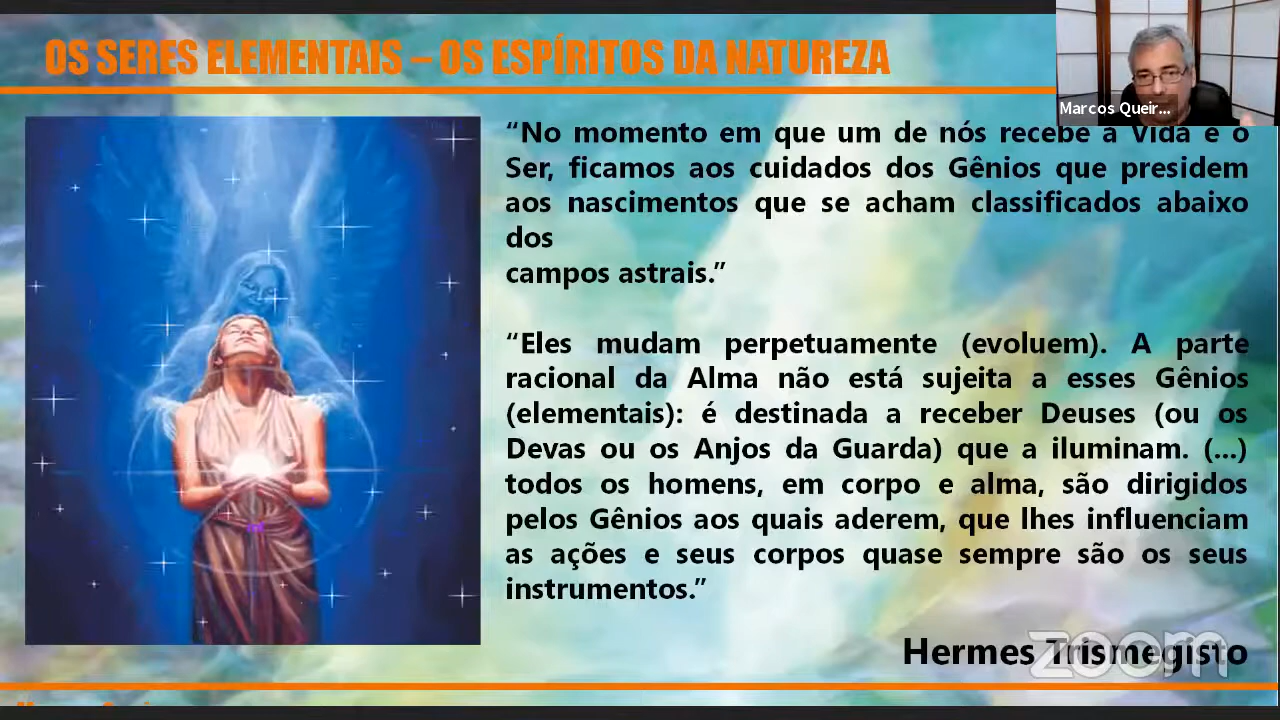 OS SERES ELEMENTAIS – OS ESPÍRITOS DA NATUREZA
Marcos Queir...
“No momento em que um de nós recebe a Vida e o
Ser, ficamos aos cuidados dos Gênios que presidem
aos nascimentos que se acham classificados abaixo
dos
campos astrais.”
“Eles mudam perpetuamente (evoluem). A parte
racional da Alma não está sujeita a esses Gênios
(elementais): é destinada a receber Deuses (ou os
Devas ou os Anjos da Guarda) que a iluminam. (...)
todos os homens, em corpo e alma, são dirigidos
pelos Gênios aos quais aderem, que lhes influenciam
as ações e seus corpos quase sempre são os seus
instrumentos.”
Hermes Trismegisto
zoom